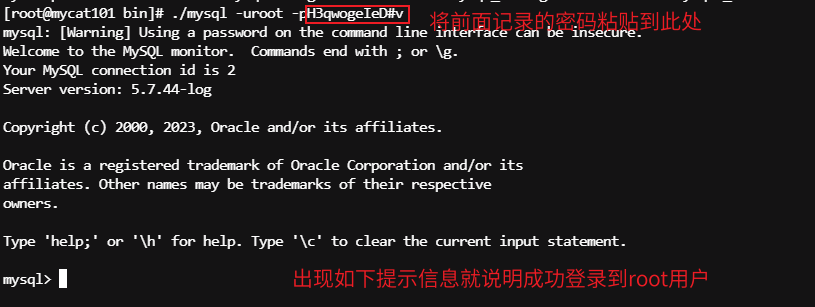 [root@mycat101 bin]# ./mysql -uroot -pH3qwogeIeD#v 将前面记录的密码粘贴到此处
mysql: [Warning] Using a password on the command line interface can be insecure.
Welcome to the MySQL monitor.  Commands end with ; or \g.
Your MySQL connection id is 2
Server version: 5.7.44-log
Copyright (c) 2000, 2023, Oracle and/or its affiliates.
Oracle is a registered trademark of Oracle Corporation and/or its
affiliates. Other names may be trademarks of their respective
owners.
Type 'help;' or '\h' for help. Type '\c' to clear the current input statement.
mysql> 出现如下提示信息就说明成功登录到root用户